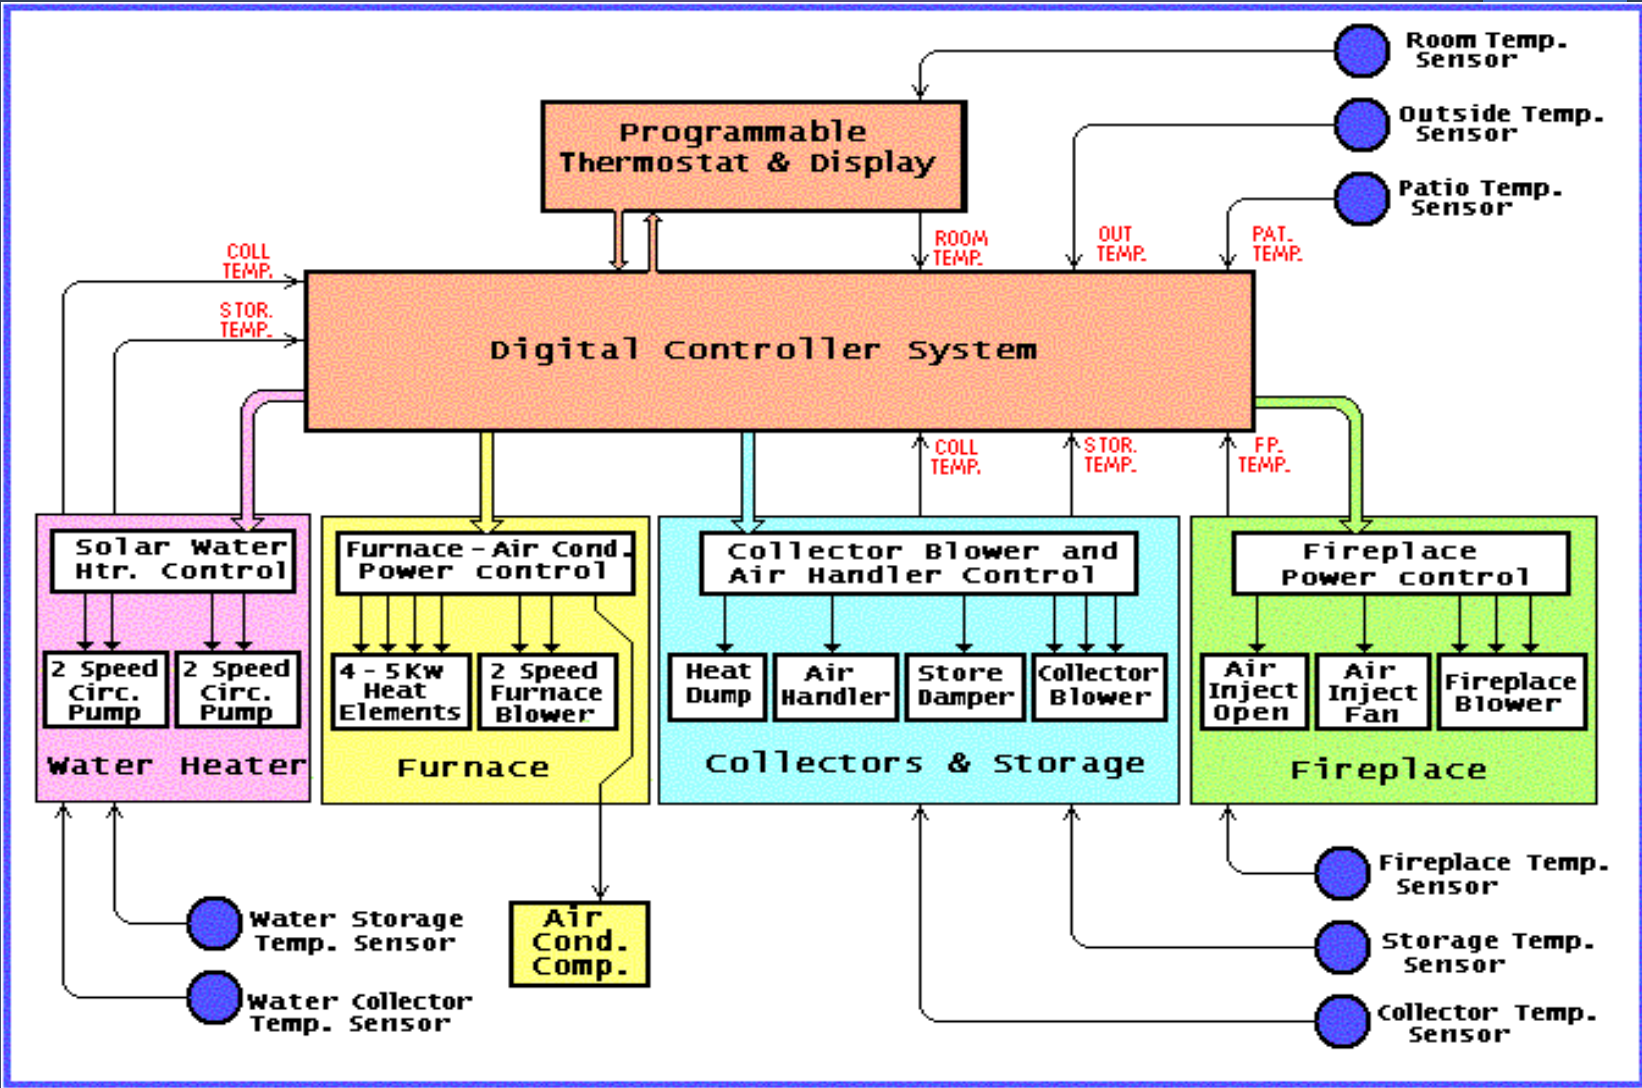 Room Temp.
Sensor
Outside Temp.
Sensor
Programmable
Thermostat & Display
Patio Temp.
Sensor
COLL
TEMP.
ROOM
TEMP.
OUT
TEMP.
PAT.
TEMP.
STOR.
TEMP.
Digital Controller System
COLL
TEMP.
STOR.
TEMP.
FP.
TEMP.
Solar Water
Htr. Control
Furnace - Air Cond.
Power control
Collector Blower and
Air Handler Control
Fireplace
Power control
2 Speed
Circ.
Pump
2 Speed
Circ.
Pump
4 - 5Kw
Heat
Elements
2 Speed
Furnace
Blower
Heat
Dump
Air
Handler
Store
Damper
Collector
Blower
Air
Inject
Open
Air
Inject
Fan
Fireplace
Blower
Water Heater
Furnace
Collectors & Storage
Fireplace
Water Storage
Temp. Sensor
Water Collector
Temp. Sensor
Air
Cond.
Comp.
Fireplace Temp.
Sensor
Storage Temp.
Sensor
Collector Temp.
Sensor